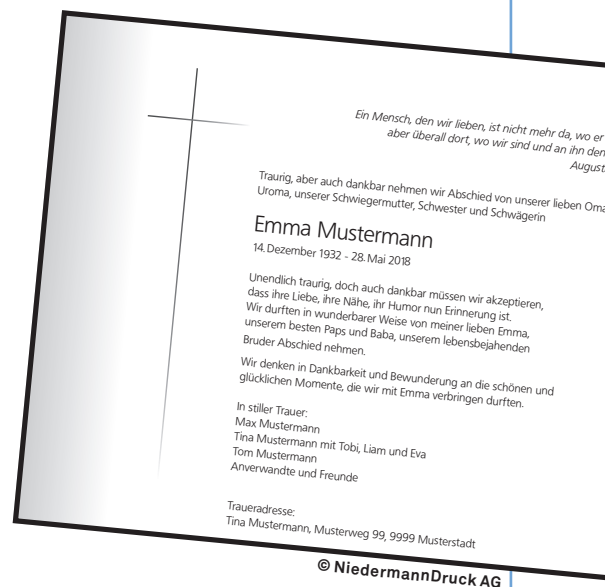 Ein Mensch, den wir lieben, ist nicht mehr da, wo er
aber überall dort, wo wir sind und an ihn den
August
Traurig, aber auch dankbar nehmen wir Abschied von unserer lieben Oma
Uroma, unserer Schwiegermutter, Schwester und Schwägerin
Emma Mustermann
14. Dezember 1932 - 28. Mai 2018
Unendlich traurig, doch auch dankbar müssen wir akzeptieren,
dass ihre Liebe, ihre Nähe, ihr Humor nun Erinnerung ist.
Wir durften in wunderbarer Weise von meiner lieben Emma,
unserem besten Paps und Baba, unserem lebensbejahenden
Bruder Abschied nehmen.
Wir denken in Dankbarkeit und Bewunderung an die schönen und
glücklichen Momente, die wir mit Emma verbringen durften.
In stiller Trauer:
Max Mustermann
Tina Mustermann mit Tobi, Liam und Eva
Tom Mustermann
Anverwandte und Freunde
Traueradresse:
Tina Mustermann, Musterweg 99, 9999 Musterstadt
© NiedermannDruck AG